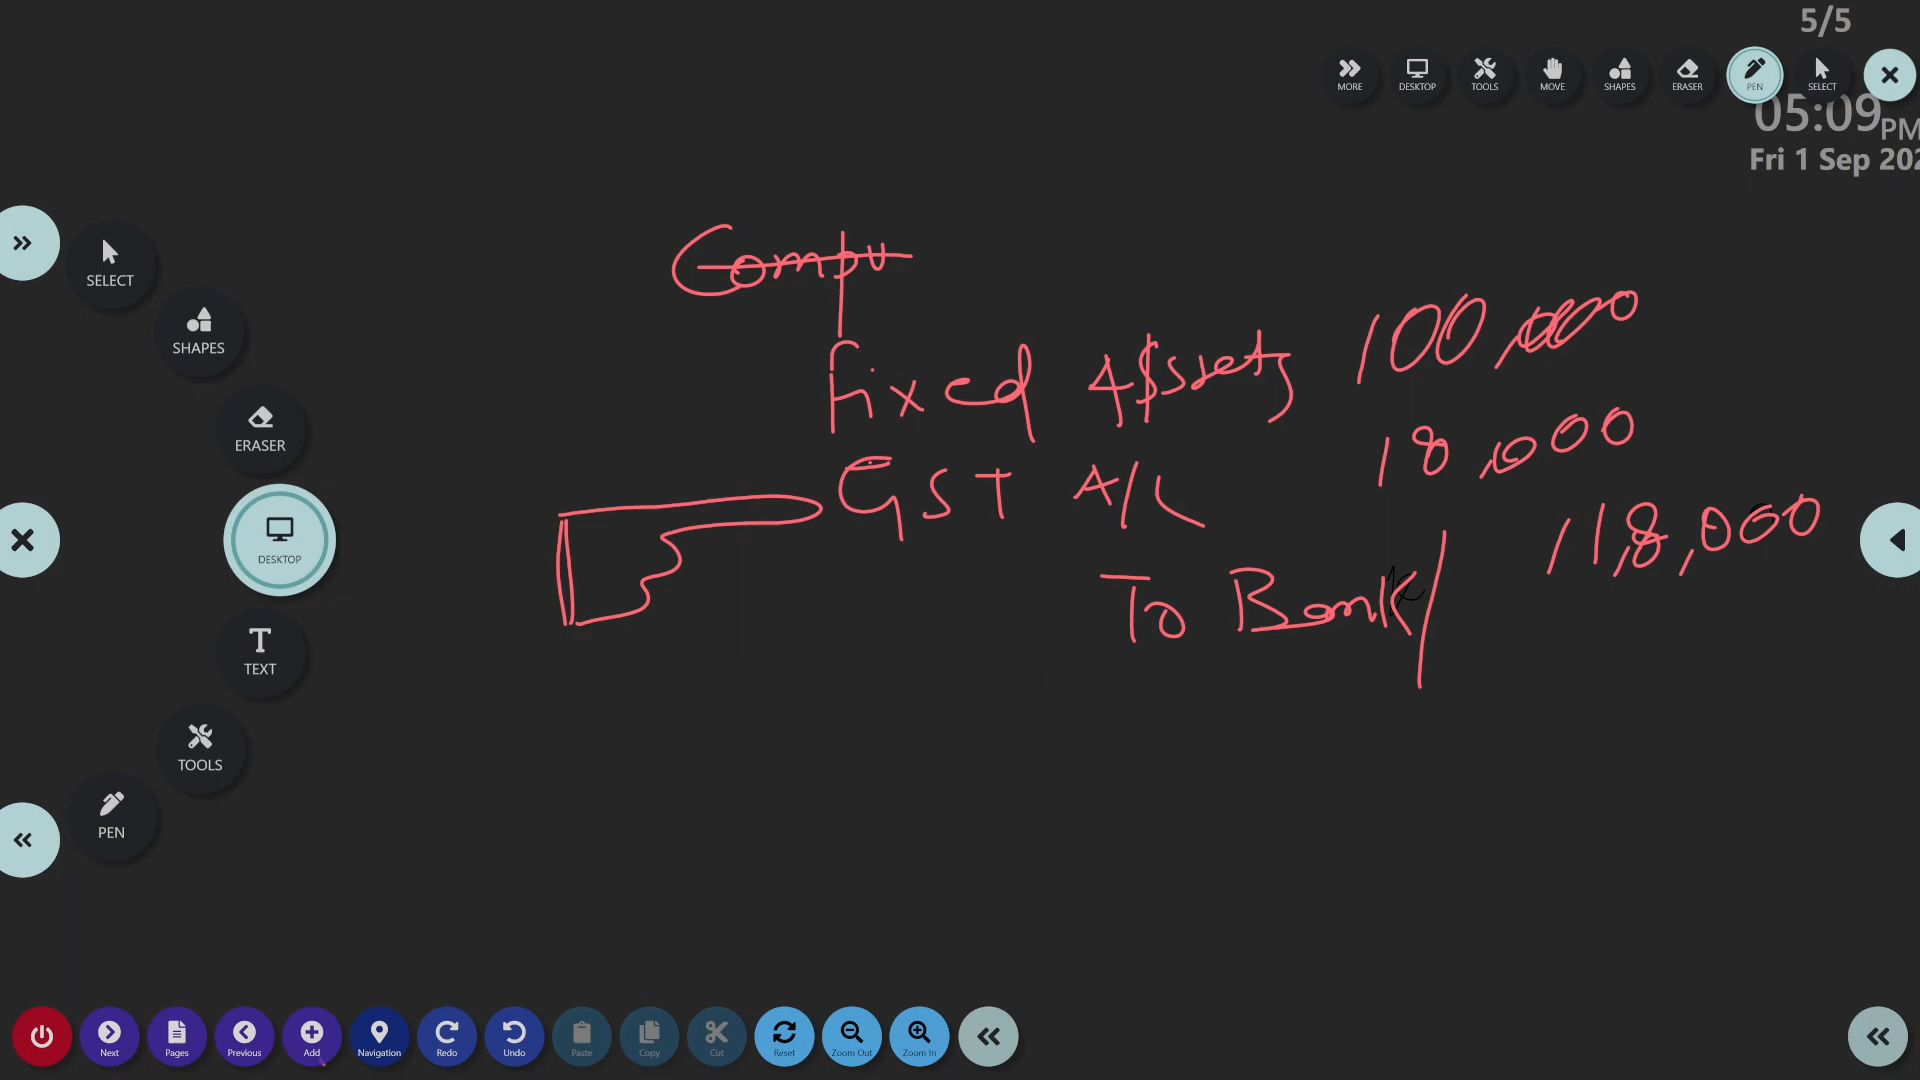 5/5
MORE DESKTOP TOOLS MOVE SHAPES ERASER PEN SELECT
05:09 PM
Fri 1 Sep 202
SELECT
SHAPES
ERASER
DESKTOP
TEXT
TOOLS
PEN
Compu
Fixed Assets 100,000
GST A/C 18,000
To Bank/ 118,000
Next Pages Previous Add Navigation Redo Undo Paste Copy Cut Reset Zoom Out Zoom In